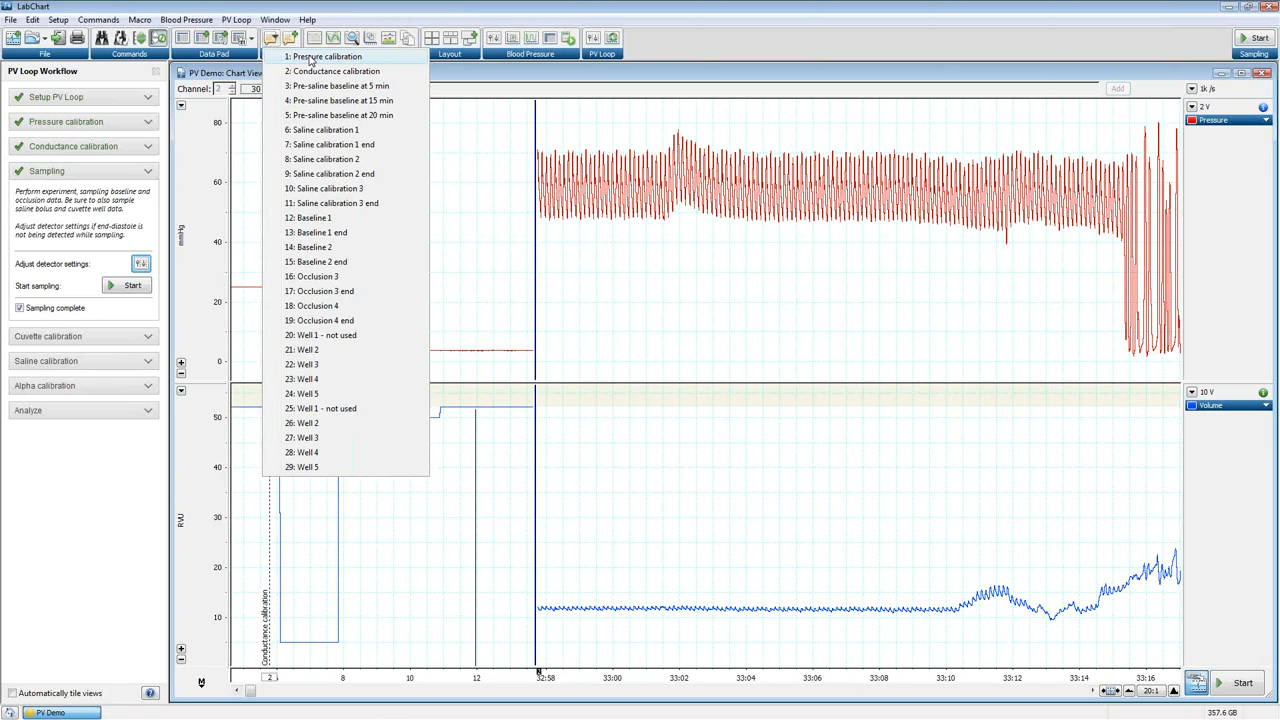 LabChart
File Edit Setup Commands Macro Blood Pressure PV Loop Window Help
File Commands Data Pad Layout Blood Pressure PV Loop
Start
Sampling
PV Loop Workflow
Setup PV Loop
Pressure calibration
Conductance calibration
Sampling
Perform experiment, sampling baseline and
occlusion data. Be sure to also sample
saline bolus and cuvette well data.
Adjust detector settings if end-diastole is
not being detected while sampling.
Adjust detector settings:
Start sampling: Start
Sampling complete
Cuvette calibration
Saline calibration
Alpha calibration
Analyze
Automatically tile views
1: Pressure calibration
2: Conductance calibration
3: Pre-saline baseline at 5 min
4: Pre-saline baseline at 15 min
5: Pre-saline baseline at 20 min
6: Saline calibration 1
7: Saline calibration 1 end
8: Saline calibration 2
9: Saline calibration 2 end
10: Saline calibration 3
11: Saline calibration 3 end
12: Baseline 1
13: Baseline 1 end
14: Baseline 2
15: Baseline 2 end
16: Occlusion 3
17: Occlusion 3 end
18: Occlusion 4
19: Occlusion 4 end
20: Well 1 - not used
21: Well 2
22: Well 3
23: Well 4
24: Well 5
25: Well 1 - not used
26: Well 2
27: Well 3
28: Well 4
29: Well 5
PV Demo: Chart View
Channel: 2 30
Add
1k /s
80
60
40
20
0
mmHg
2 V
Pressure
50
40
30
20
10
RVU
10 V
Volume
Conductance calibration
M
2 8 10 12 32:58 33:00 33:02 33:04 33:06 33:08 33:10 33:12 33:14 33:16
2
20:1
Start
PV Demo
357.6 GB